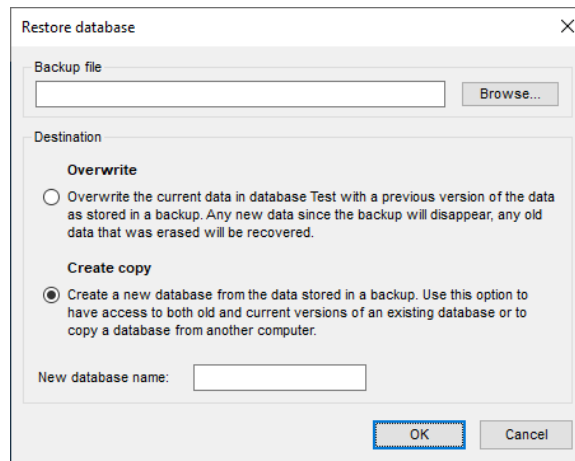 Restore database
Backup file
Browse...
Destination
Overwrite
Overwrite the current data in database Test with a previous version of the data
as stored in a backup. Any new data since the backup will disappear, any old
data that was erased will be recovered.
Create copy
Create a new database from the data stored in a backup. Use this option to
have access to both old and current versions of an existing database or to
copy a database from another computer.
New database name:
OK Cancel